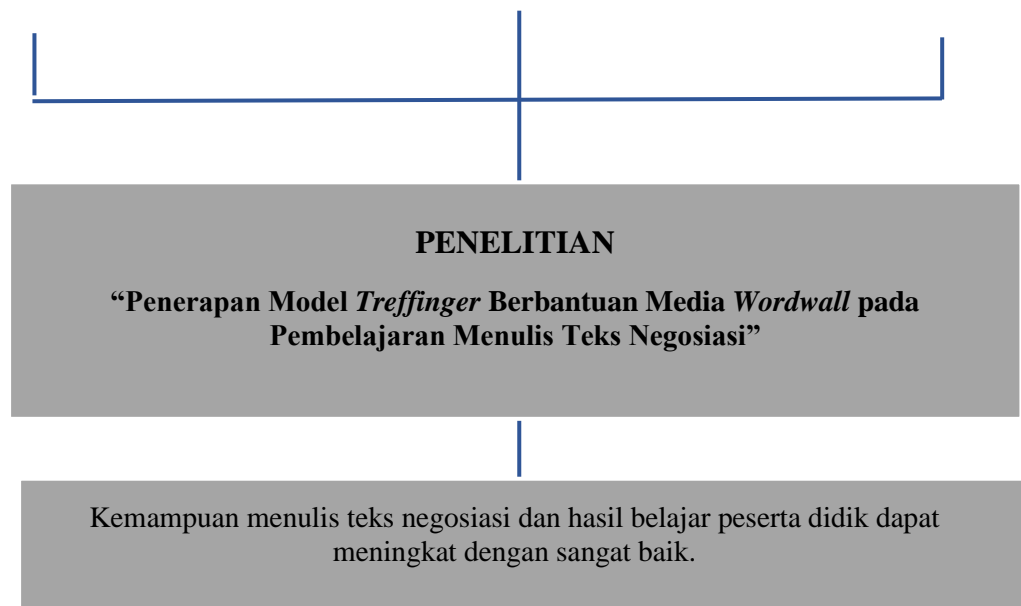 PENELITIAN
“Penerapan Model Treffinger Berbantuan Media Wordwall pada
Pembelajaran Menulis Teks Negosiasi”
Kemampuan menulis teks negosiasi dan hasil belajar peserta didik dapat
meningkat dengan sangat baik.